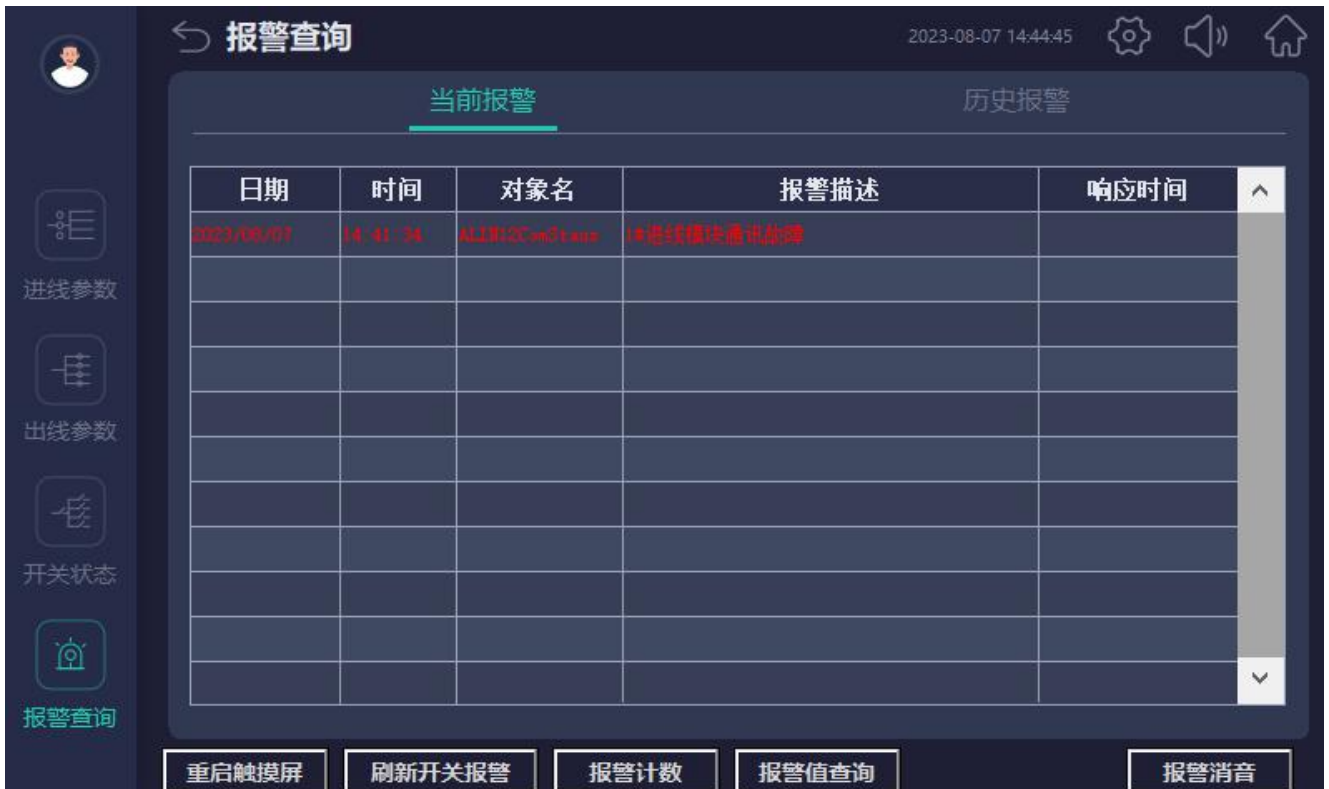 报警查询
2023-08-07 14:44:45
当前报警
历史报警
日期 时间 对象名 报警描述 响应时间
2023/08/07 14:41:34 1#进线模块通讯故障
进线参数
出线参数
开关状态
报警查询
重启触摸屏 刷新开关报警 报警计数 报警值查询 报警消音